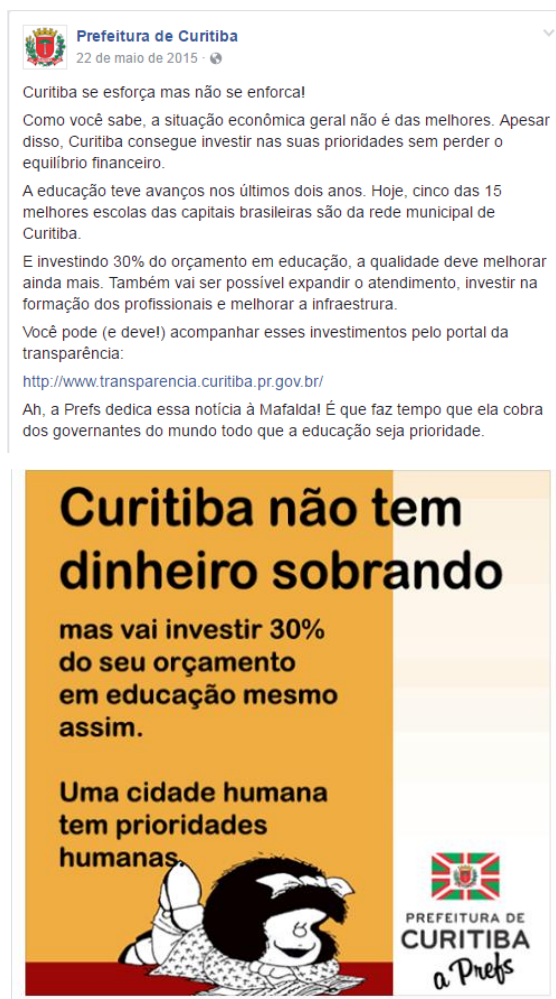 Prefeitura de Curitiba
22 de maio de 2015 ·
Curitiba se esforça mas não se enforca!
Como você sabe, a situação econômica geral não é das melhores. Apesar
disso, Curitiba consegue investir nas suas prioridades sem perder o
equilíbrio financeiro.
A educação teve avanços nos últimos dois anos. Hoje, cinco das 15
melhores escolas das capitais brasileiras são da rede municipal de
Curitiba.
E investindo 30% do orçamento em educação, a qualidade deve melhorar
ainda mais. Também vai ser possível expandir o atendimento, investir na
formação dos profissionais e melhorar a infraestrura.
Você pode (e deve!) acompanhar esses investimentos pelo portal da
transparência:
http://www.transparencia.curitiba.pr.gov.br/
Ah, a Prefs dedica essa notícia à Mafalda! É que faz tempo que ela cobra
dos governantes do mundo todo que a educação seja prioridade.
Curitiba não tem
dinheiro sobrando
mas vai investir 30%
do seu orçamento
em educação mesmo
assim.
Uma cidade humana
tem prioridades
humanas.
PREFEITURA DE
CURITIBA
a Prefs